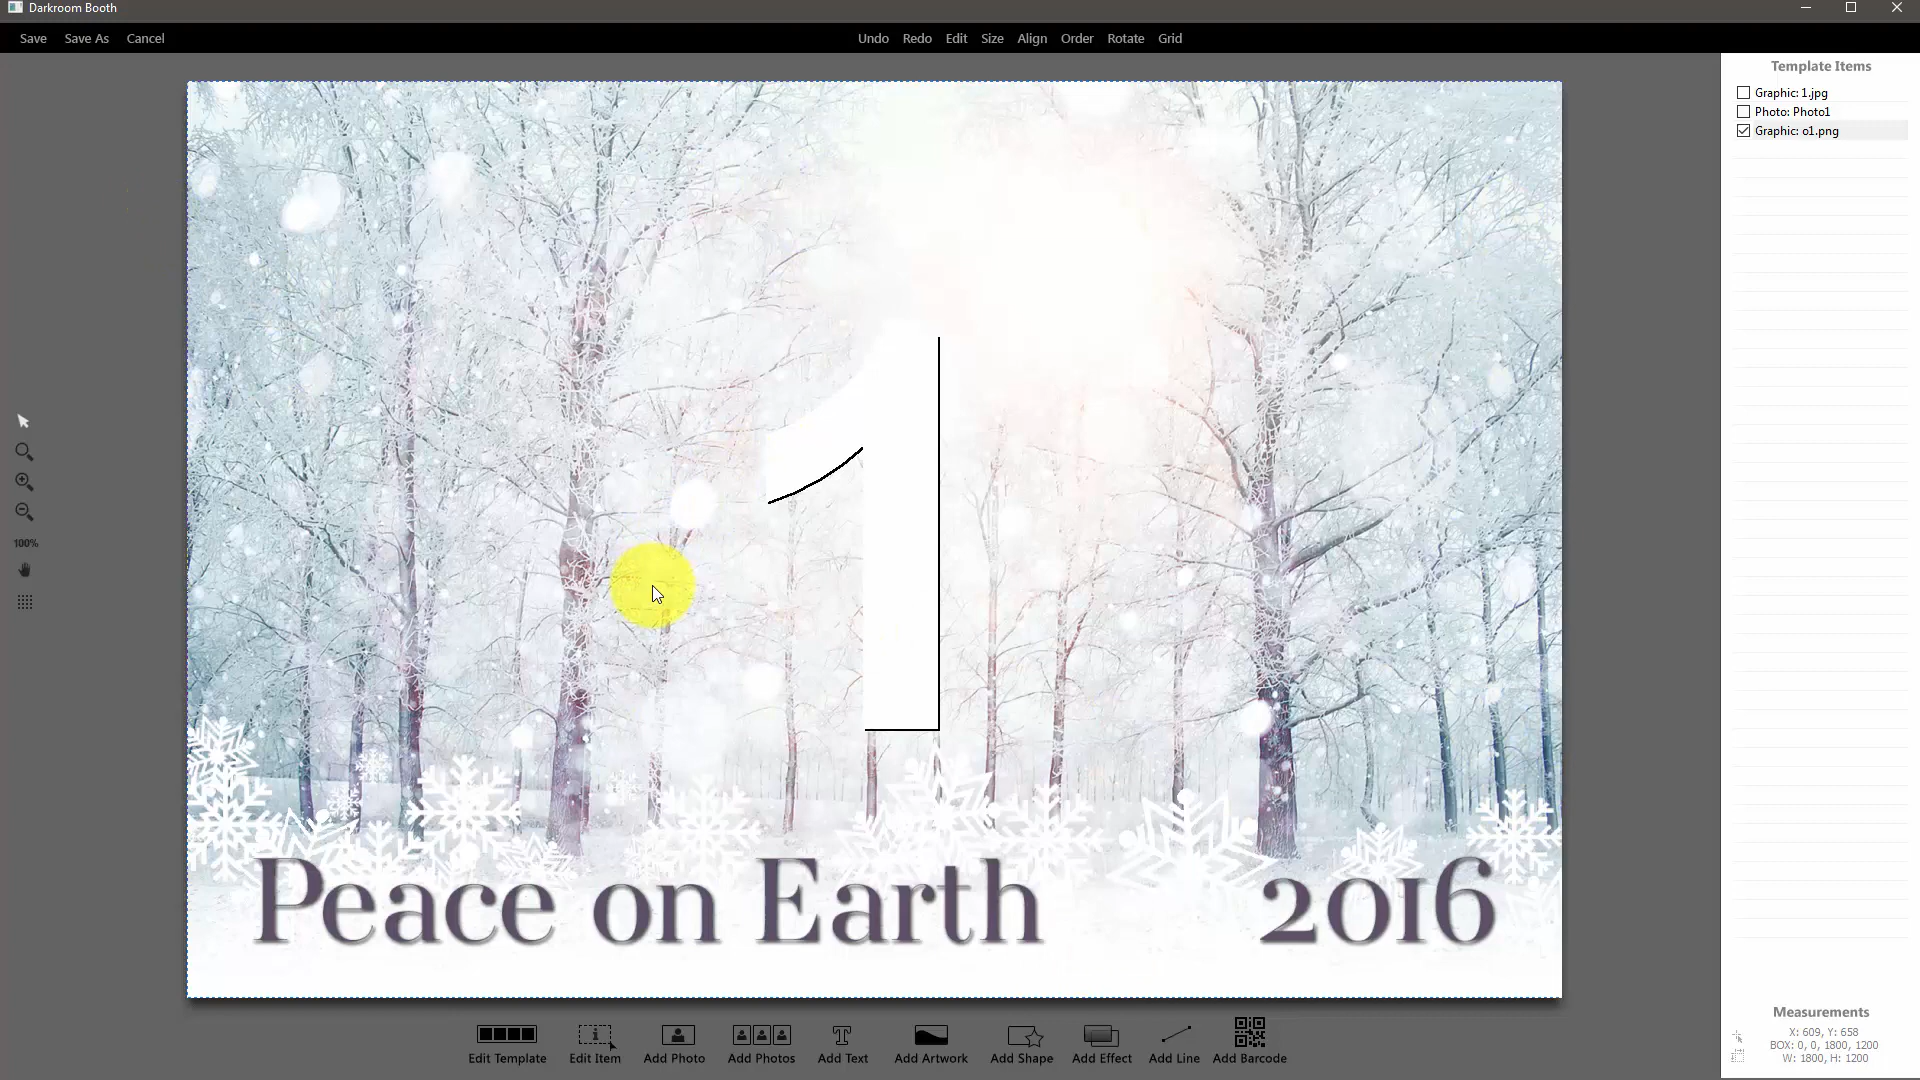 Darkroom Booth
Save Save As Cancel Undo Redo Edit Size Align Order Rotate Grid
Template Items
Graphic: 1.jpg
Photo: Photo1
Graphic: o1.png
1
100%
Peace on Earth 2016
Measurements
X: 609, Y: 658
BOX: 0, 0, 1800, 1200
W: 1800, H: 1200
Edit Template Edit Item Add Photo Add Photos Add Text Add Artwork Add Shape Add Effect Add Line Add Barcode